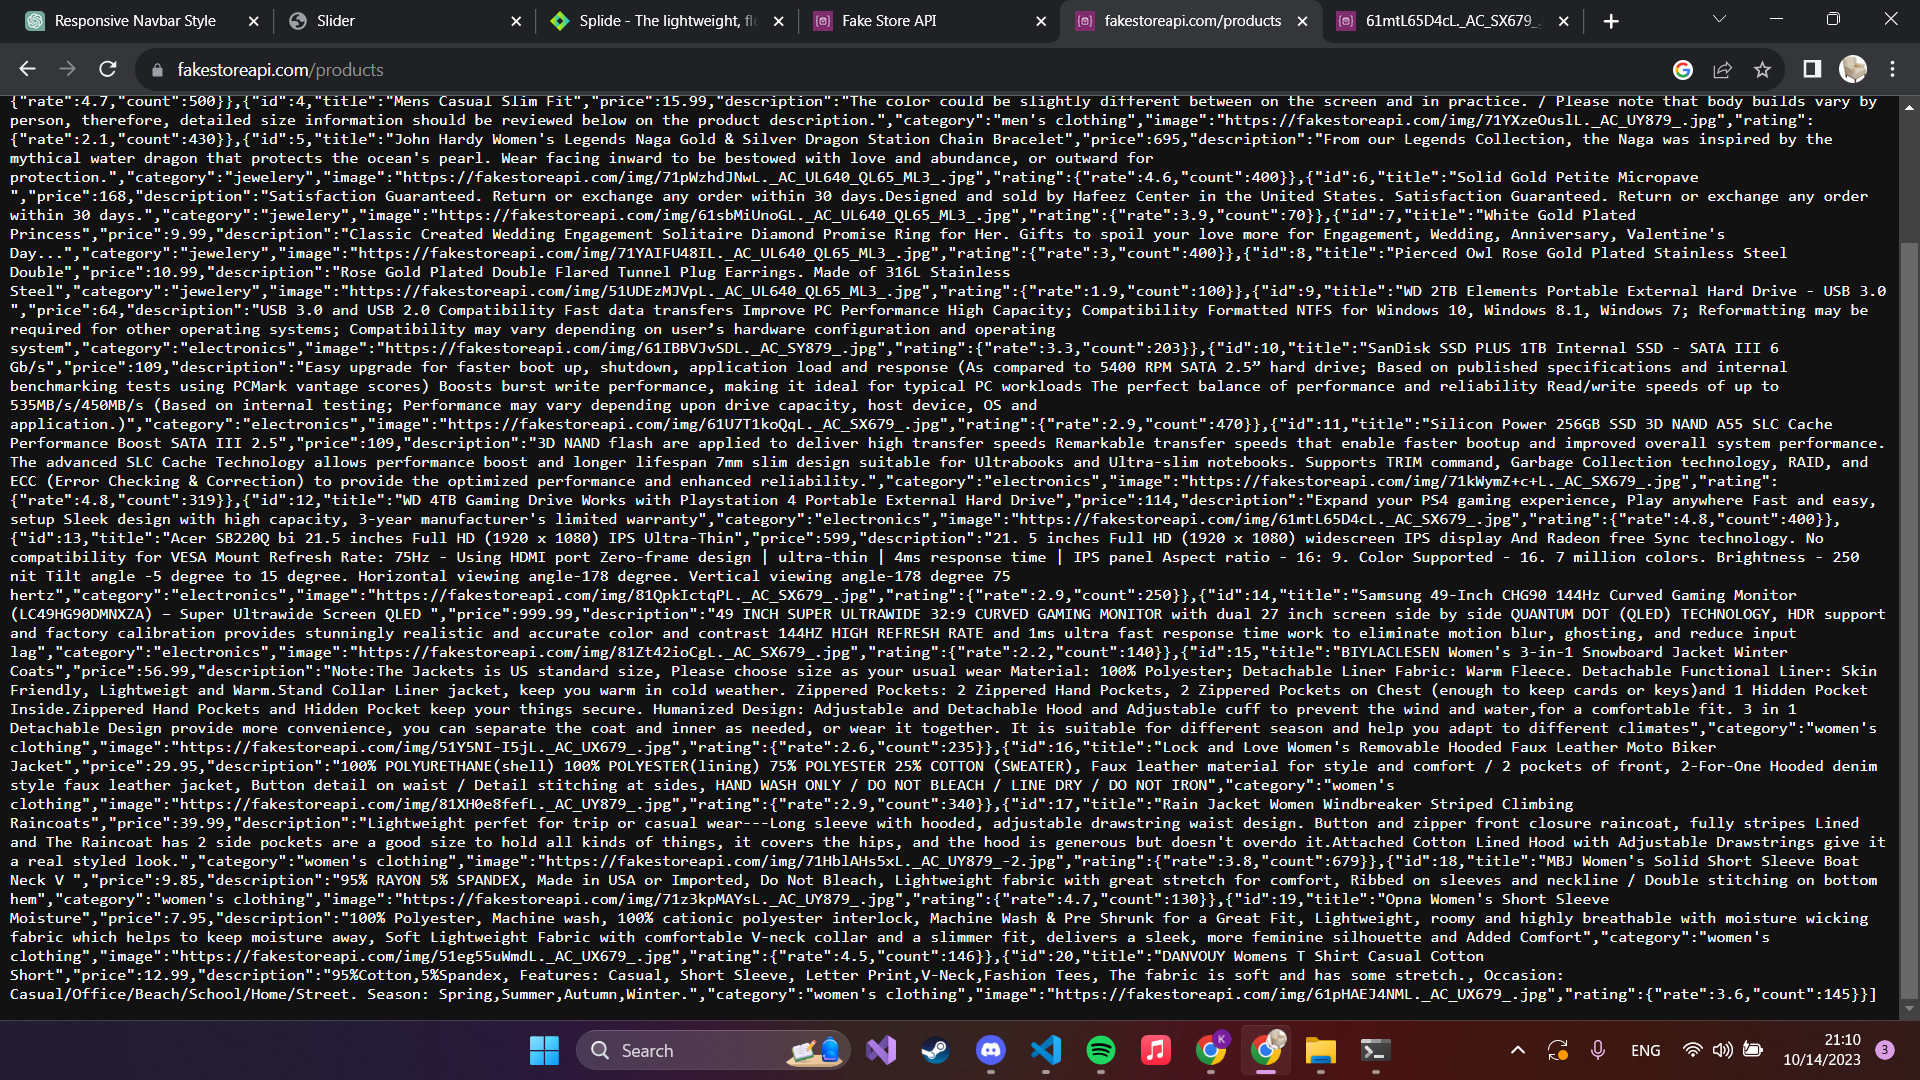 Responsive Navbar Style
Slider
Splide - The lightweight, fle
Fake Store API
fakestoreapi.com/products
61mtL65D4cL._AC_SX679_.
fakestoreapi.com/products
{"rate":4.7,"count":500}},{"id":4,"title":"Mens Casual Slim Fit","price":15.99,"description":"The color could be slightly different between on the screen and in practice. / Please note that body builds vary by
person, therefore, detailed size information should be reviewed below on the product description.","category":"men's clothing","image":"https://fakestoreapi.com/img/71YXzeOuslL._AC_UY879_.jpg","rating":
{"rate":2.1,"count":430}},{"id":5,"title":"John Hardy Women's Legends Naga Gold & Silver Dragon Station Chain Bracelet","price":695,"description":"From our Legends Collection, the Naga was inspired by the
mythical water dragon that protects the ocean's pearl. Wear facing inward to be bestowed with love and abundance, or outward for
protection.","category":"jewelery","image":"https://fakestoreapi.com/img/71pWzhdJNwL._AC_UL640_QL65_ML3_.jpg","rating":{"rate":4.6,"count":400}},{"id":6,"title":"Solid Gold Petite Micropave
","price":168,"description":"Satisfaction Guaranteed. Return or exchange any order within 30 days.Designed and sold by Hafeez Center in the United States. Satisfaction Guaranteed. Return or exchange any order
within 30 days.","category":"jewelery","image":"https://fakestoreapi.com/img/61sbMiUnoGL._AC_UL640_QL65_ML3_.jpg","rating":{"rate":3.9,"count":70}},{"id":7,"title":"White Gold Plated
Princess","price":9.99,"description":"Classic Created Wedding Engagement Solitaire Diamond Promise Ring for Her. Gifts to spoil your love more for Engagement, Wedding, Anniversary, Valentine's
Day...","category":"jewelery","image":"https://fakestoreapi.com/img/71YAIFU48IL._AC_UL640_QL65_ML3_.jpg","rating":{"rate":3,"count":400}},{"id":8,"title":"Pierced Owl Rose Gold Plated Stainless Steel
Double","price":10.99,"description":"Rose Gold Plated Double Flared Tunnel Plug Earrings. Made of 316L Stainless
Steel","category":"jewelery","image":"https://fakestoreapi.com/img/51UDEzMJVpL._AC_UL640_QL65_ML3_.jpg","rating":{"rate":1.9,"count":100}},{"id":9,"title":"WD 2TB Elements Portable External Hard Drive - USB 3.0
","price":64,"description":"USB 3.0 and USB 2.0 Compatibility Fast data transfers Improve PC Performance High Capacity; Compatibility Formatted NTFS for Windows 10, Windows 8.1, Windows 7; Reformatting may be
required for other operating systems; Compatibility may vary depending on user’s hardware configuration and operating
system","category":"electronics","image":"https://fakestoreapi.com/img/61IBBVJvSDL._AC_SY879_.jpg","rating":{"rate":3.3,"count":203}},{"id":10,"title":"SanDisk SSD PLUS 1TB Internal SSD - SATA III 6
Gb/s","price":109,"description":"Easy upgrade for faster boot up, shutdown, application load and response (As compared to 5400 RPM SATA 2.5” hard drive; Based on published specifications and internal
benchmarking tests using PCMark vantage scores) Boosts burst write performance, making it ideal for typical PC workloads The perfect balance of performance and reliability Read/write speeds of up to
535MB/s/450MB/s (Based on internal testing; Performance may vary depending upon drive capacity, host device, OS and
application.)","category":"electronics","image":"https://fakestoreapi.com/img/61U7T1koQqL._AC_SX679_.jpg","rating":{"rate":2.9,"count":470}},{"id":11,"title":"Silicon Power 256GB SSD 3D NAND A55 SLC Cache
Performance Boost SATA III 2.5","price":109,"description":"3D NAND flash are applied to deliver high transfer speeds Remarkable transfer speeds that enable faster bootup and improved overall system performance.
The advanced SLC Cache Technology allows performance boost and longer lifespan 7mm slim design suitable for Ultrabooks and Ultra-slim notebooks. Supports TRIM command, Garbage Collection technology, RAID, and
ECC (Error Checking & Correction) to provide the optimized performance and enhanced reliability.","category":"electronics","image":"https://fakestoreapi.com/img/71kWymZ+c+L._AC_SX679_.jpg","rating":
{"rate":4.8,"count":319}},{"id":12,"title":"WD 4TB Gaming Drive Works with Playstation 4 Portable External Hard Drive","price":114,"description":"Expand your PS4 gaming experience, Play anywhere Fast and easy,
setup Sleek design with high capacity, 3-year manufacturer's limited warranty","category":"electronics","image":"https://fakestoreapi.com/img/61mtL65D4cL._AC_SX679_.jpg","rating":{"rate":4.8,"count":400}},
{"id":13,"title":"Acer SB220Q bi 21.5 inches Full HD (1920 x 1080) IPS Ultra-Thin","price":599,"description":"21. 5 inches Full HD (1920 x 1080) widescreen IPS display And Radeon free Sync technology. No
compatibility for VESA Mount Refresh Rate: 75Hz - Using HDMI port Zero-frame design | ultra-thin | 4ms response time | IPS panel Aspect ratio - 16: 9. Color Supported - 16. 7 million colors. Brightness - 250
nit Tilt angle -5 degree to 15 degree. Horizontal viewing angle-178 degree. Vertical viewing angle-178 degree 75
hertz","category":"electronics","image":"https://fakestoreapi.com/img/81QpkIctqPL._AC_SX679_.jpg","rating":{"rate":2.9,"count":250}},{"id":14,"title":"Samsung 49-Inch CHG90 144Hz Curved Gaming Monitor
(LC49HG90DMNXZA) – Super Ultrawide Screen QLED ","price":999.99,"description":"49 INCH SUPER ULTRAWIDE 32:9 CURVED GAMING MONITOR with dual 27 inch screen side by side QUANTUM DOT (QLED) TECHNOLOGY, HDR support
and factory calibration provides stunningly realistic and accurate color and contrast 144HZ HIGH REFRESH RATE and 1ms ultra fast response time work to eliminate motion blur, ghosting, and reduce input
lag","category":"electronics","image":"https://fakestoreapi.com/img/81Zt42ioCgL._AC_SX679_.jpg","rating":{"rate":2.2,"count":140}},{"id":15,"title":"BIYLACLESEN Women's 3-in-1 Snowboard Jacket Winter
Coats","price":56.99,"description":"Note:The Jackets is US standard size, Please choose size as your usual wear Material: 100% Polyester; Detachable Liner Fabric: Warm Fleece. Detachable Functional Liner: Skin
Friendly, Lightweigt and Warm.Stand Collar Liner jacket, keep you warm in cold weather. Zippered Pockets: 2 Zippered Hand Pockets, 2 Zippered Pockets on Chest (enough to keep cards or keys)and 1 Hidden Pocket
Inside.Zippered Hand Pockets and Hidden Pocket keep your things secure. Humanized Design: Adjustable and Detachable Hood and Adjustable cuff to prevent the wind and water,for a comfortable fit. 3 in 1
Detachable Design provide more convenience, you can separate the coat and inner as needed, or wear it together. It is suitable for different season and help you adapt to different climates","category":"women's
clothing","image":"https://fakestoreapi.com/img/51Y5NI-I5jL._AC_UX679_.jpg","rating":{"rate":2.6,"count":235}},{"id":16,"title":"Lock and Love Women's Removable Hooded Faux Leather Moto Biker
Jacket","price":29.95,"description":"100% POLYURETHANE(shell) 100% POLYESTER(lining) 75% POLYESTER 25% COTTON (SWEATER), Faux leather material for style and comfort / 2 pockets of front, 2-For-One Hooded denim
style faux leather jacket, Button detail on waist / Detail stitching at sides, HAND WASH ONLY / DO NOT BLEACH / LINE DRY / DO NOT IRON","category":"women's
clothing","image":"https://fakestoreapi.com/img/81XH0e8fefL._AC_UY879_.jpg","rating":{"rate":2.9,"count":340}},{"id":17,"title":"Rain Jacket Women Windbreaker Striped Climbing
Raincoats","price":39.99,"description":"Lightweight perfet for trip or casual wear---Long sleeve with hooded, adjustable drawstring waist design. Button and zipper front closure raincoat, fully stripes Lined
and The Raincoat has 2 side pockets are a good size to hold all kinds of things, it covers the hips, and the hood is generous but doesn't overdo it.Attached Cotton Lined Hood with Adjustable Drawstrings give it
a real styled look.","category":"women's clothing","image":"https://fakestoreapi.com/img/71HblAHs5xL._AC_UY879_-2.jpg","rating":{"rate":3.8,"count":679}},{"id":18,"title":"MBJ Women's Solid Short Sleeve Boat
Neck V ","price":9.85,"description":"95% RAYON 5% SPANDEX, Made in USA or Imported, Do Not Bleach, Lightweight fabric with great stretch for comfort, Ribbed on sleeves and neckline / Double stitching on bottom
hem","category":"women's clothing","image":"https://fakestoreapi.com/img/71z3kpMAYsL._AC_UY879_.jpg","rating":{"rate":4.7,"count":130}},{"id":19,"title":"Opna Women's Short Sleeve
Moisture","price":7.95,"description":"100% Polyester, Machine wash, 100% cationic polyester interlock, Machine Wash & Pre Shrunk for a Great Fit, Lightweight, roomy and highly breathable with moisture wicking
fabric which helps to keep moisture away, Soft Lightweight Fabric with comfortable V-neck collar and a slimmer fit, delivers a sleek, more feminine silhouette and Added Comfort","category":"women's
clothing","image":"https://fakestoreapi.com/img/51eg55uWmdL._AC_UX679_.jpg","rating":{"rate":4.5,"count":146}},{"id":20,"title":"DANVOUY Womens T Shirt Casual Cotton
Short","price":12.99,"description":"95%Cotton,5%Spandex, Features: Casual, Short Sleeve, Letter Print,V-Neck,Fashion Tees, The fabric is soft and has some stretch., Occasion:
Casual/Office/Beach/School/Home/Street. Season: Spring,Summer,Autumn,Winter.","category":"women's clothing","image":"https://fakestoreapi.com/img/61pHAEJ4NML._AC_UX679_.jpg","rating":{"rate":3.6,"count":145}}]
Search
K
ENG
21:10
10/14/2023
3